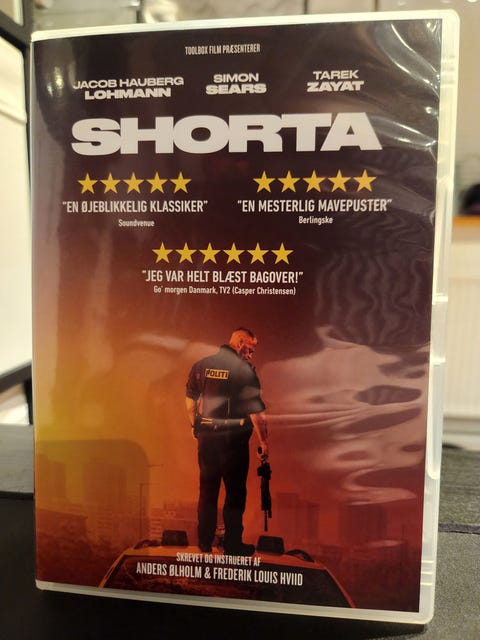 TOOLBOX FILM PRÆSENTERER
JACOB HAUBERG LOHMANN
SIMON SEARS
TAREK ZAYAT
SHORTA
"EN ØJEBLIKKELIG KLASSIKER"
Soundvenue
"EN MESTERLIG MAVEPUSTER"
Berlingske
"JEG VAR HELT BLÆST BAGOVER!"
Go' morgen Danmark, TV2 (Casper Christensen)
POLITI
SKREVET OG INSTRUERET AF
ANDERS ØLHOLM & FREDERIK LOUIS HVIID